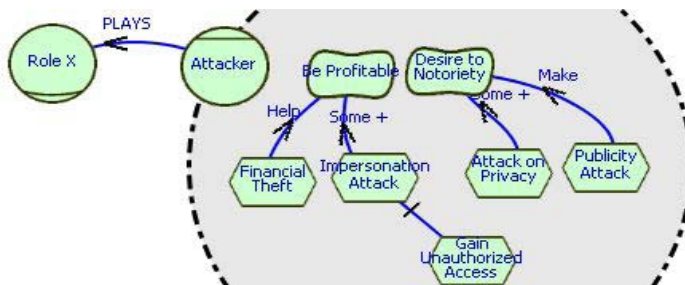 PLAYS
Role X
Attacker
Be Profitable
Desire to
Notoriety
Make
Help
Some +
Some +
Financial
Theft
Impersonation
Attack
Attack on
Privacy
Publicity
Attack
Gain
Unauthorized
Access